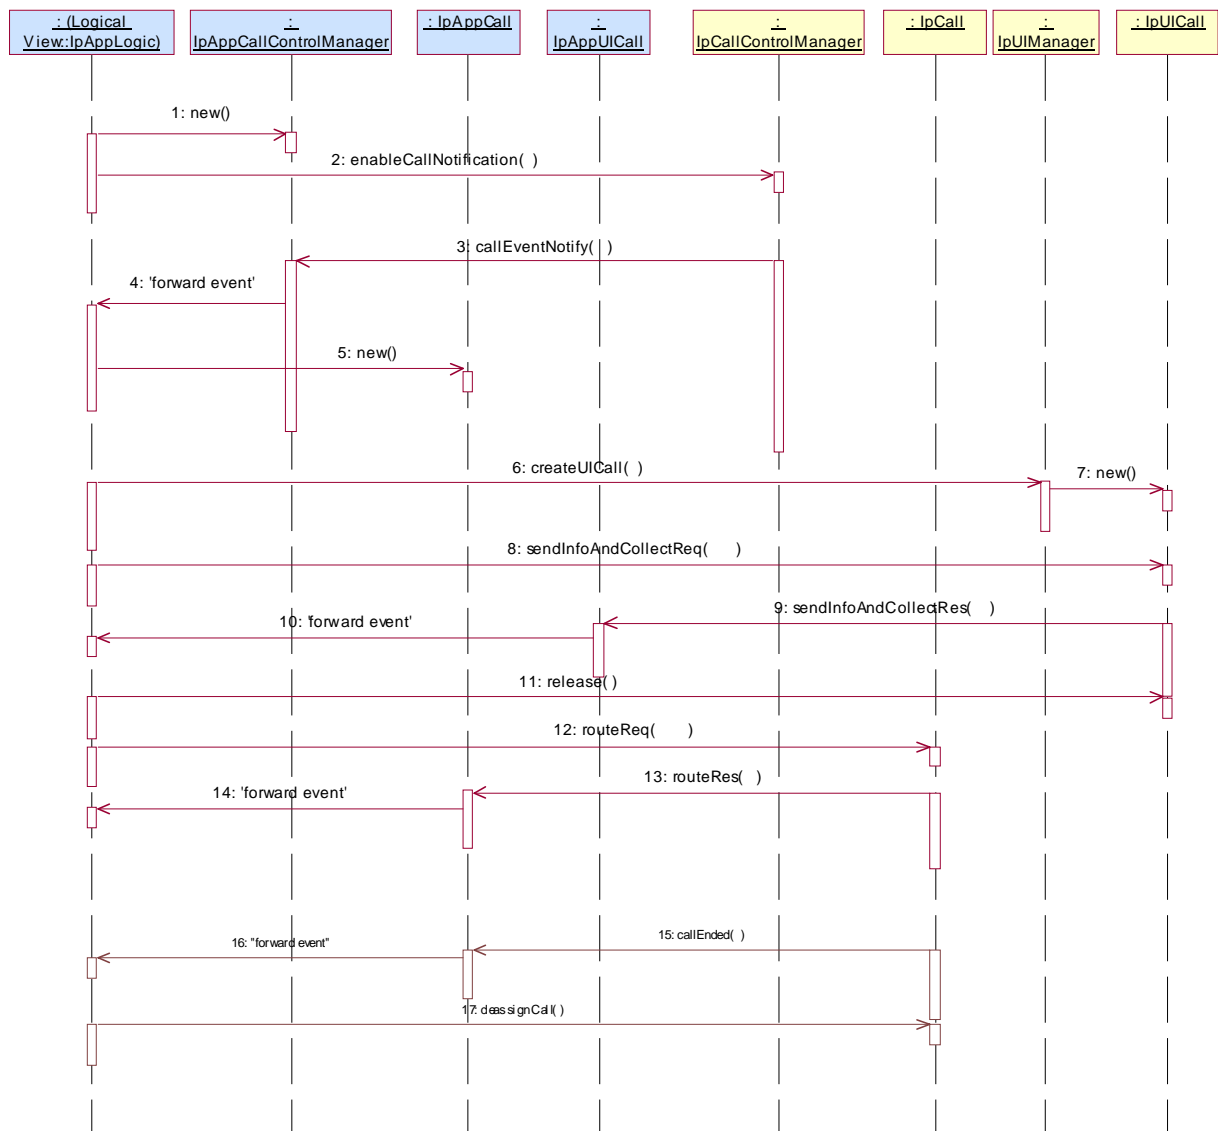 : (Logical
View::IpAppLogic)
:
IpAppCallControlManager
: IpAppCall
:
IpAppUICall
:
IpCallControlManager
: IpCall
:
IpUIManager
: IpUICall
1: new()
2: enableCallNotification( )
3: callEventNotify( )
4: 'forward event'
5: new()
6: createUICall( )
7: new()
8: sendInfoAndCollectReq( )
9: sendInfoAndCollectRes( )
10: 'forward event'
11: release( )
12: routeReq( )
13: routeRes( )
14: 'forward event'
15: callEnded( )
16: "forward event"
17: deassignCall( )